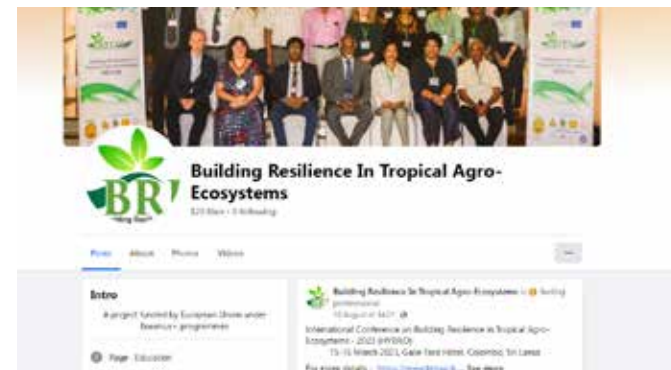 BRITE
BR
Building Resilience In Tropical Agro-
Ecosystems
Posts About Photos Videos
Intro
A project funded by European Union under
Erasmus+ programme
Page · Education
Building Resilience In Tropical Agro-Ecosystems is feeling
International Conference on Building Resilience in Tropical Agro-
Ecosystems - 2023 (HYBRID)
15-16 March 2023, Galle Face Hotel, Colombo, Sri Lanka
For more details : See more